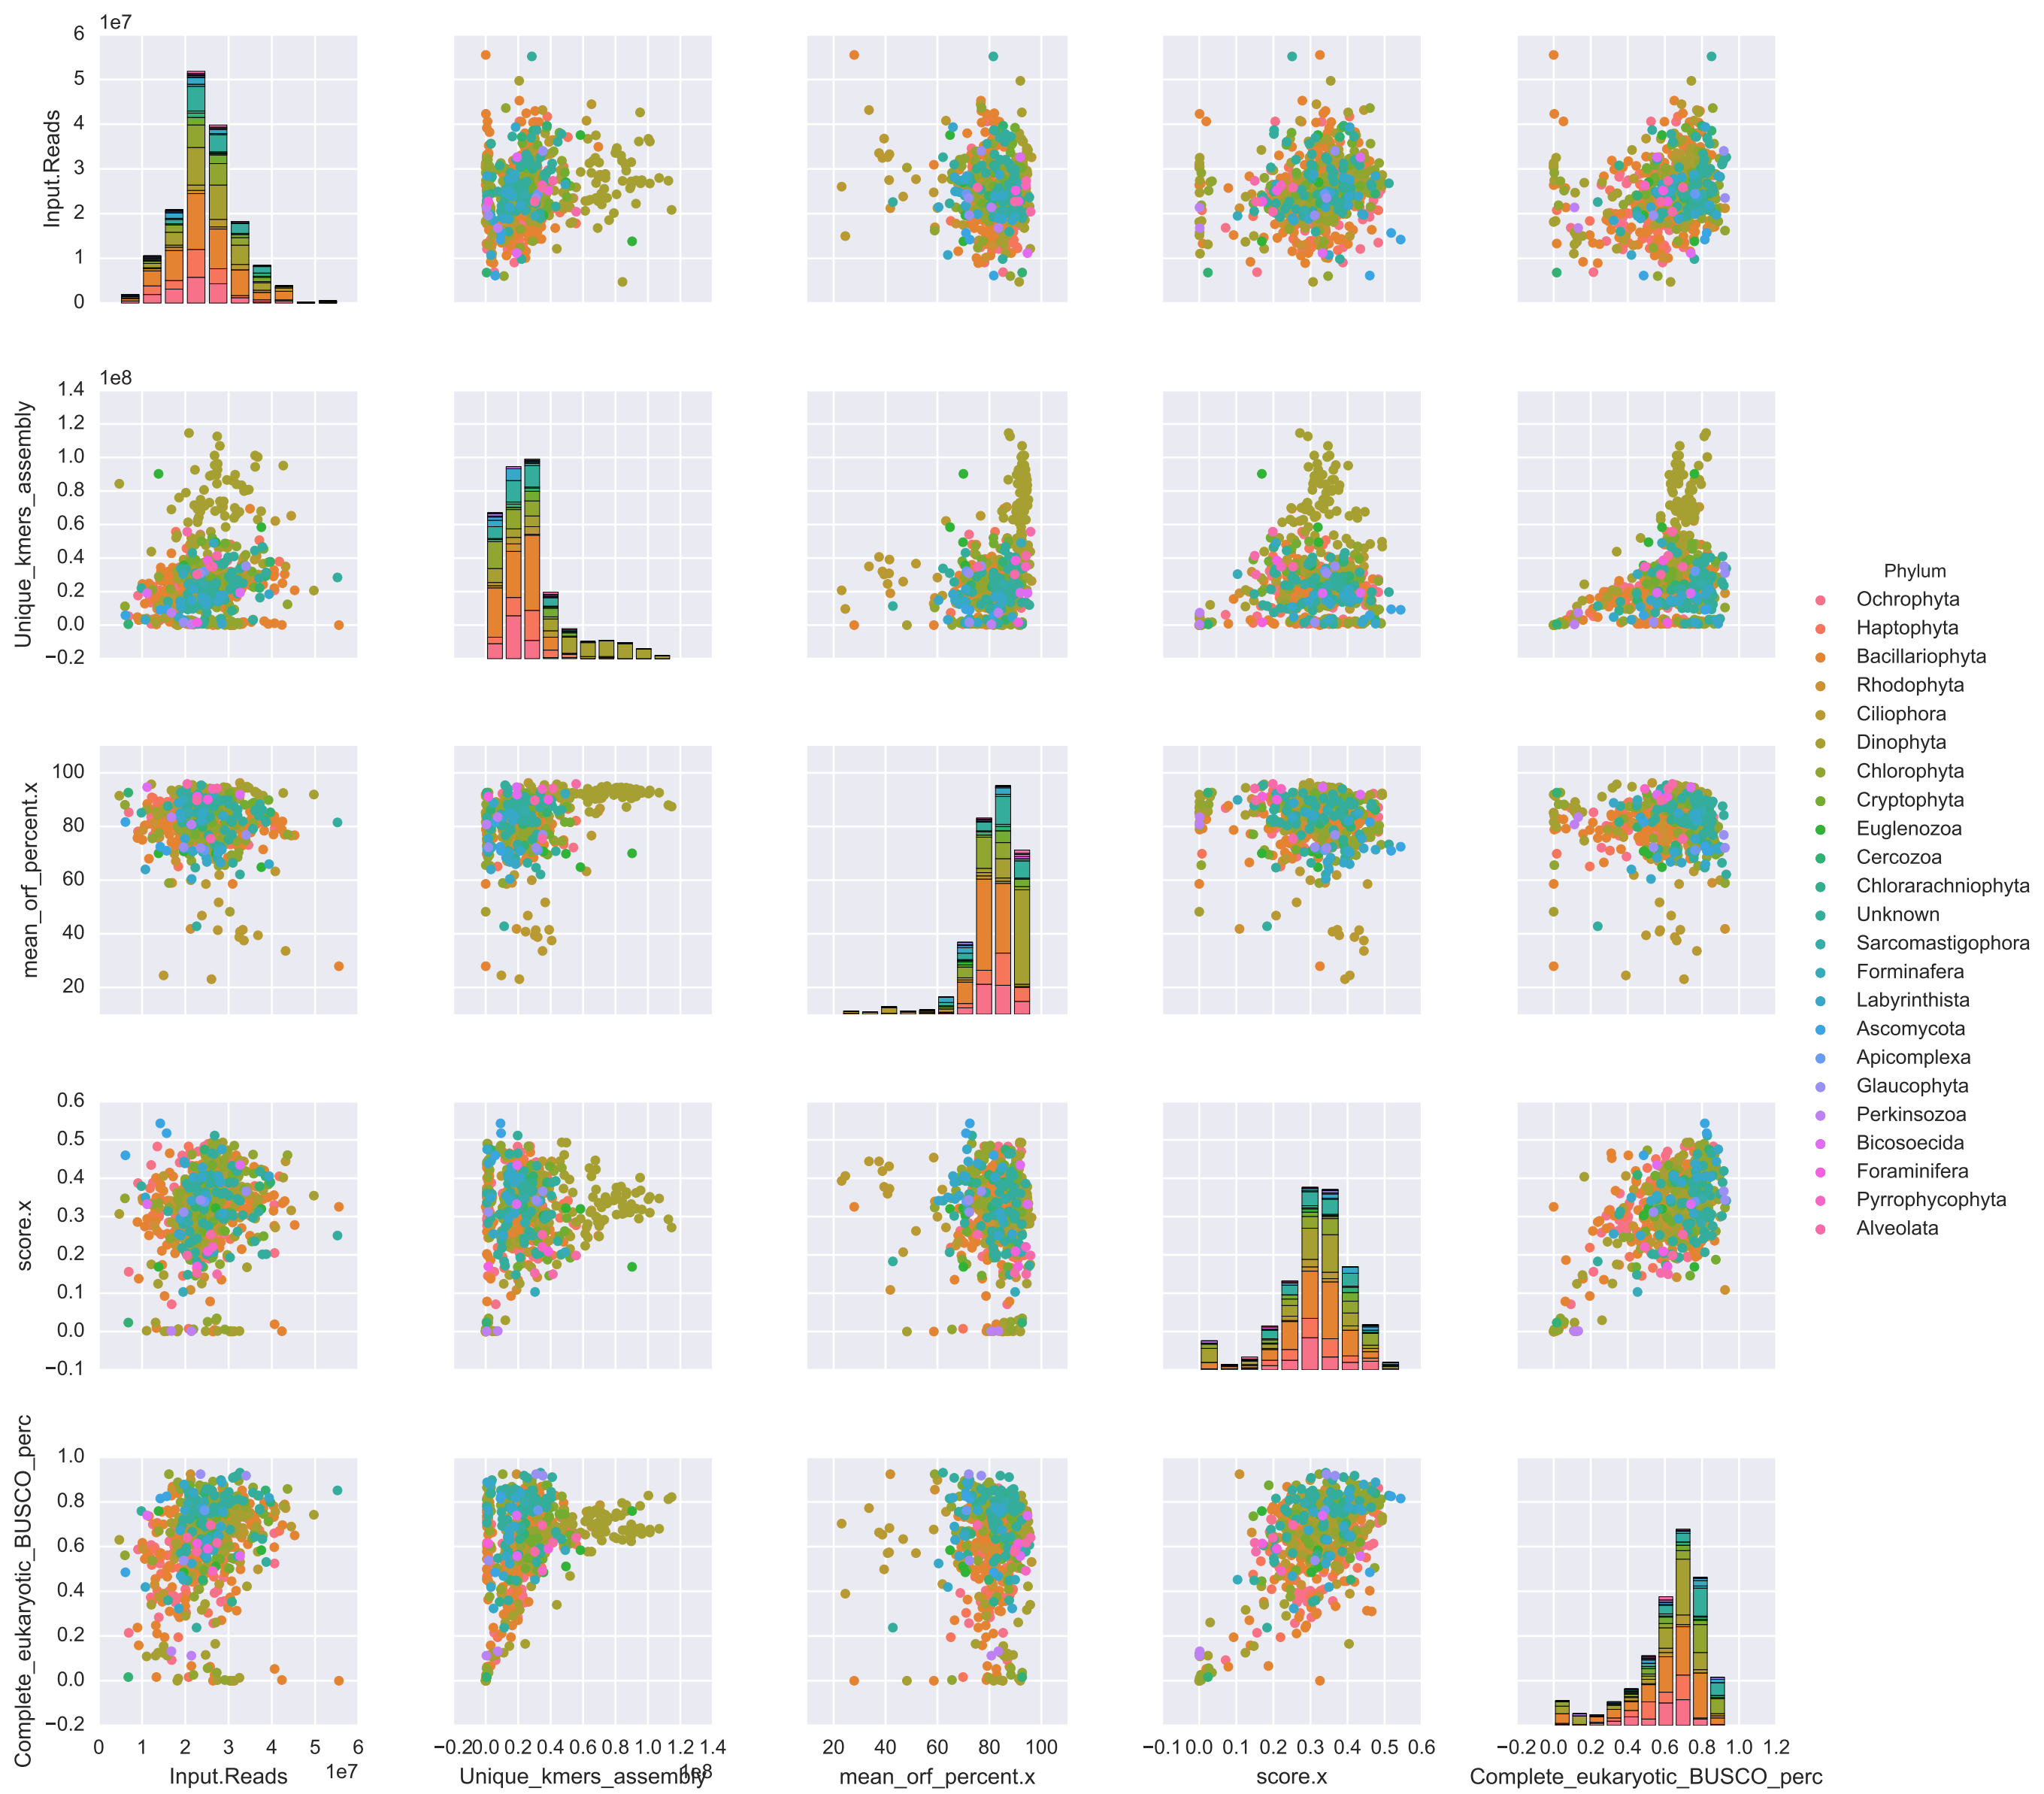 1e7
6
5
4
3
2
1
0
Input.Reads
1e8
1.4
1.2
1.0
0.8
0.6
0.4
0.2
0.0
−0.2
Unique_kmers_assembly
100
80
60
40
20
mean_orf_percent.x
0.6
0.5
0.4
0.3
0.2
0.1
0.0
−0.1
score.x
1.0
0.8
0.6
0.4
0.2
0.0
−0.2
Complete_eukaryotic_BUSCO_perc
0 1 2 3 4 5 6
1e7
Input.Reads
−0.2 0.0 0.2 0.4 0.6 0.8 1.0 1.2 1.4
1e8
Unique_kmers_assembly
20 40 60 80 100
mean_orf_percent.x
−0.1 0.0 0.1 0.2 0.3 0.4 0.5 0.6
score.x
−0.2 0.0 0.2 0.4 0.6 0.8 1.0 1.2
Complete_eukaryotic_BUSCO_perc
Phylum
Ochrophyta
Haptophyta
Bacillariophyta
Rhodophyta
Ciliophora
Dinophyta
Chlorophyta
Cryptophyta
Euglenozoa
Cercozoa
Chlorarachniophyta
Unknown
Sarcomastigophora
Forminafera
Labyrinthista
Ascomycota
Apicomplexa
Glaucophyta
Perkinsozoa
Bicosoecida
Foraminifera
Pyrrophycophyta
Alveolata